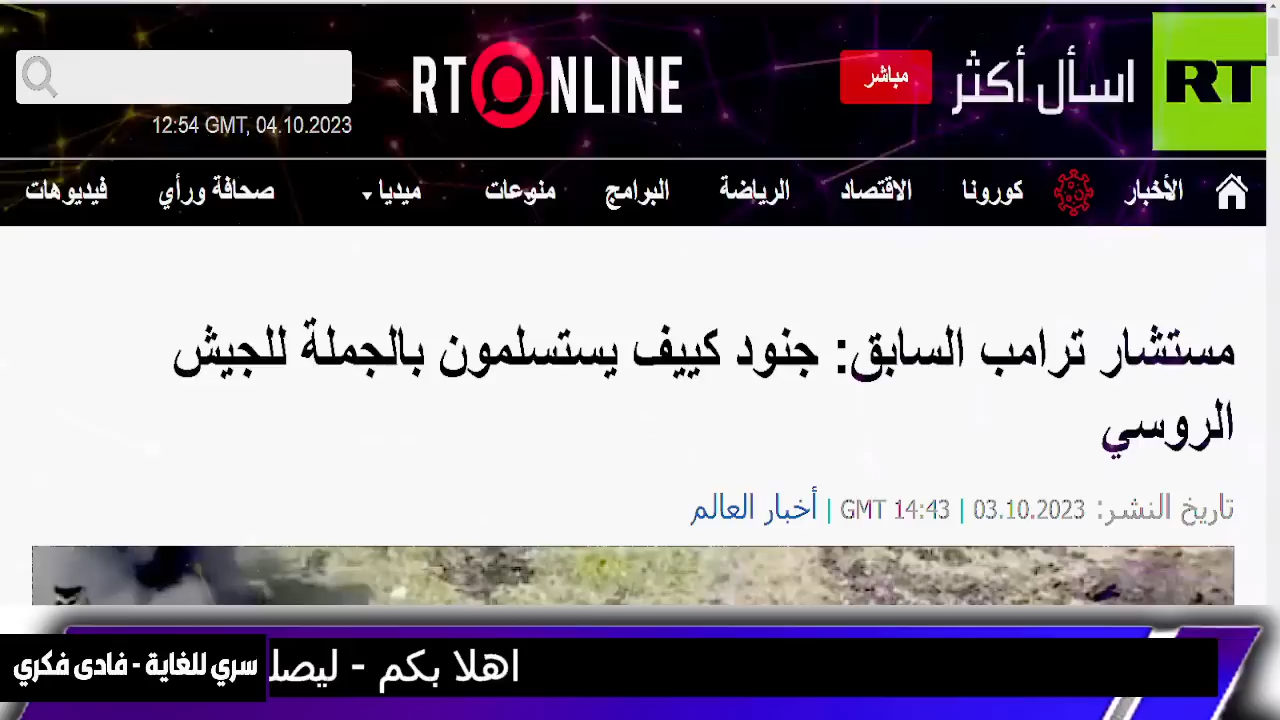 RT
اسأل أكثر
مباشر
RT ONLINE
12:54 GMT, 04.10.2023
الأخبار كورونا الاقتصاد الرياضة البرامج منوعات ميديا صحافة ورأي فيديوهات
مستشار ترامب السابق: جنود كييف يستسلمون بالجملة للجيش
الروسي
تاريخ النشر: 03.10.2023 | 14:43 GMT | أخبار العالم
اهلا بكم -
سري للغاية - فادى فكري